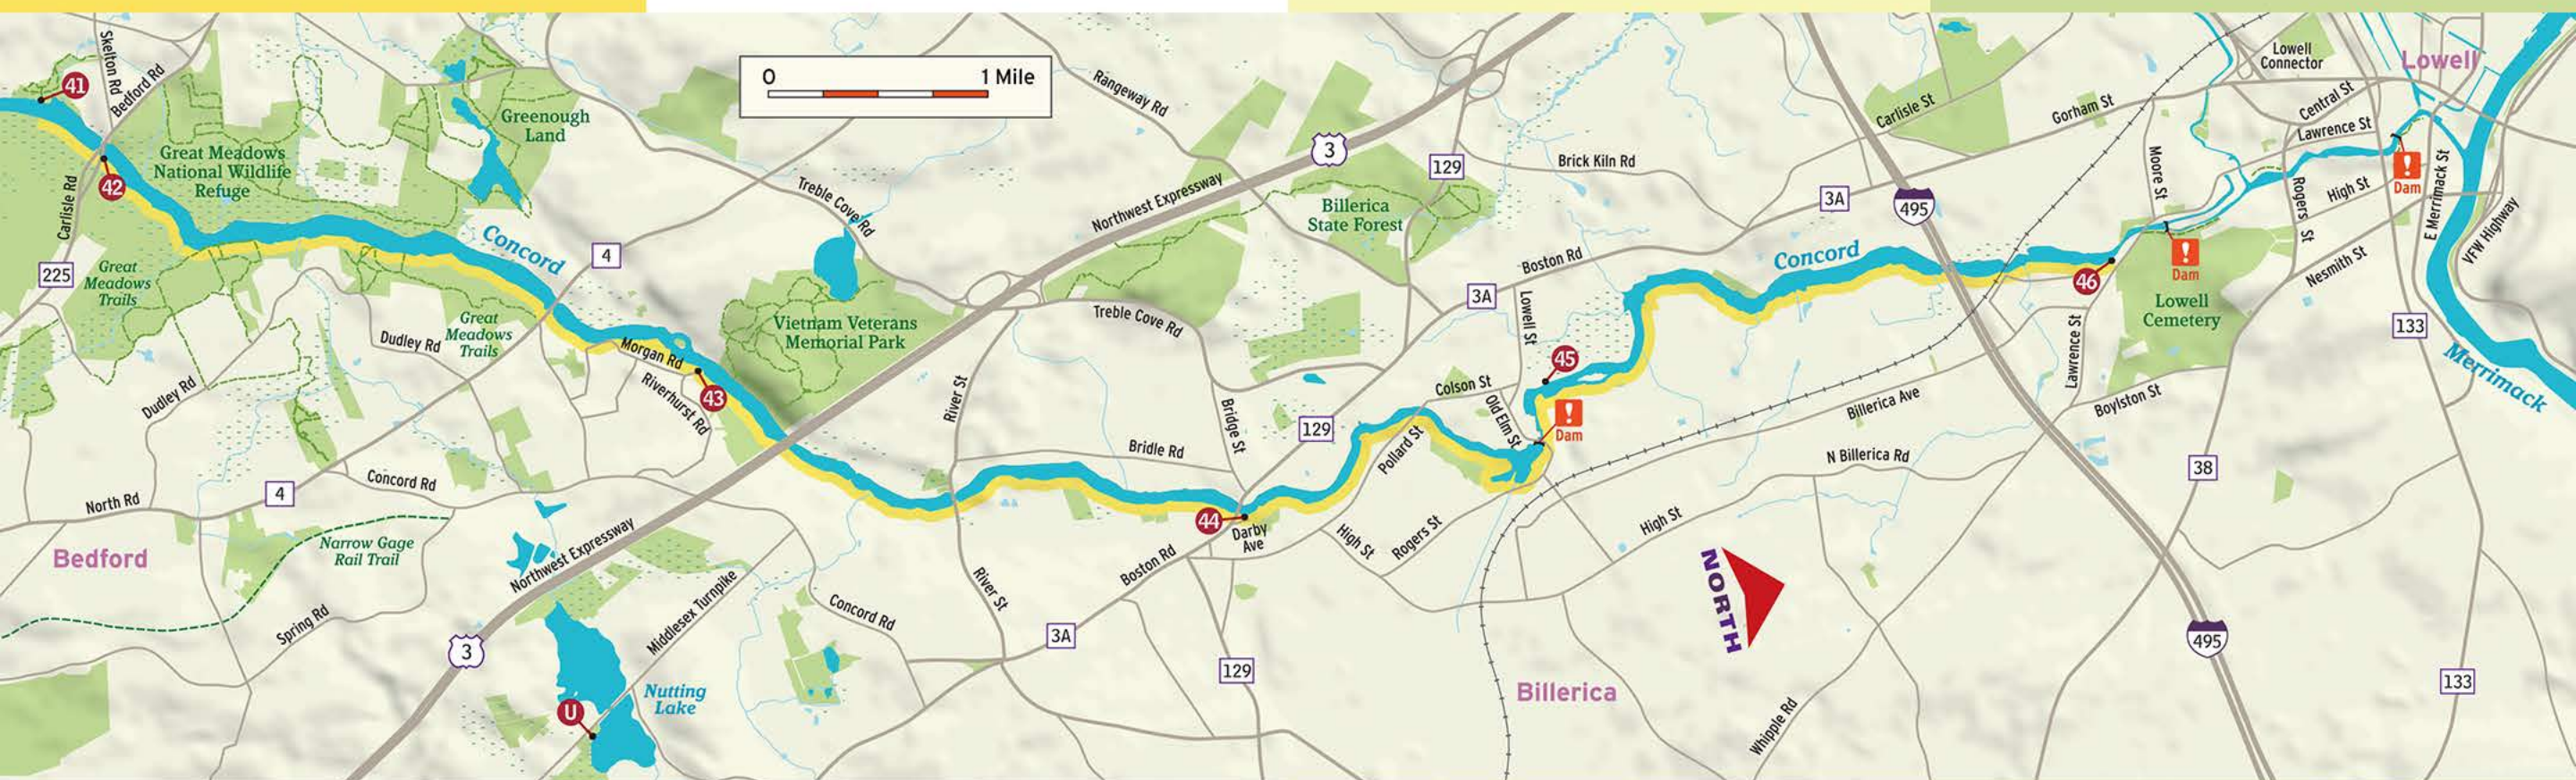 41
Skelton Rd
Bedford Rd
42
Carlisle Rd
225
Great Meadows
National Wildlife
Refuge
Greenough
Land
Great
Meadows
Trails
Concord
4
Great
Meadows
Trails
Dudley Rd
Dudley Rd
Morgan Rd
Riverhurst Rd
43
North Rd
4
Concord Rd
Bedford
Narrow Gage
Rail Trail
Spring Rd
Northwest Expressway
3
Middlesex Turnpike
U
Nutting
Lake
0
1 Mile
Treble Cove Rd
Vietnam Veterans
Memorial Park
Rangeway Rd
Northwest Expressway
3
129
Billerica
State Forest
Brick Kiln Rd
Treble Cove Rd
River St
Bridle Rd
Bridge St
129
44
Darby
Ave
Boston Rd
River St
Concord Rd
3A
129
High St
Rogers St
Pollard St
Colson St
Old Elm St
Lowell St
3A
Boston Rd
45
!
Dam
Concord
3A
495
Carlisle St
Gorham St
Billerica Ave
N Billerica Rd
High St
NORTH
Billerica
Whipple Rd
Lowell
Connector
Lowell
Central St
Lawrence St
Moore St
!
Dam
Rogers St
High St
!
Dam
E Merrimack St
VFW Highway
Nesmith St
46
Lowell
Cemetery
Lawrence St
Boylston St
133
Merrimack
38
495
133